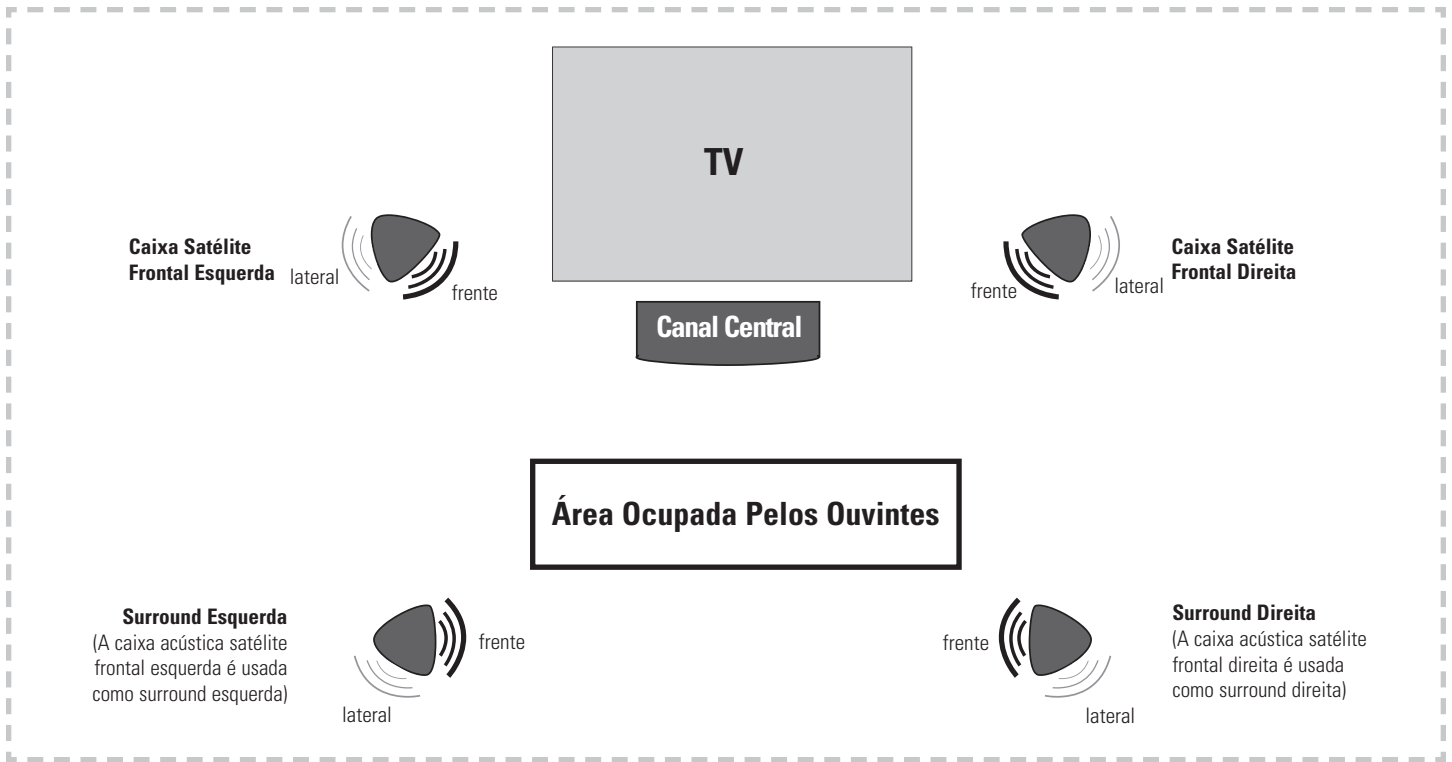 TV
Caixa Satélite
Frontal Esquerda
lateral
frente
Canal Central
frente
lateral
Caixa Satélite
Frontal Direita
Área Ocupada Pelos Ouvintes
Surround Esquerda
(A caixa acústica satélite
frontal esquerda é usada
como surround esquerda)
frente
lateral
frente
lateral
Surround Direita
(A caixa acústica satélite
frontal direita é usada
como surround direita)